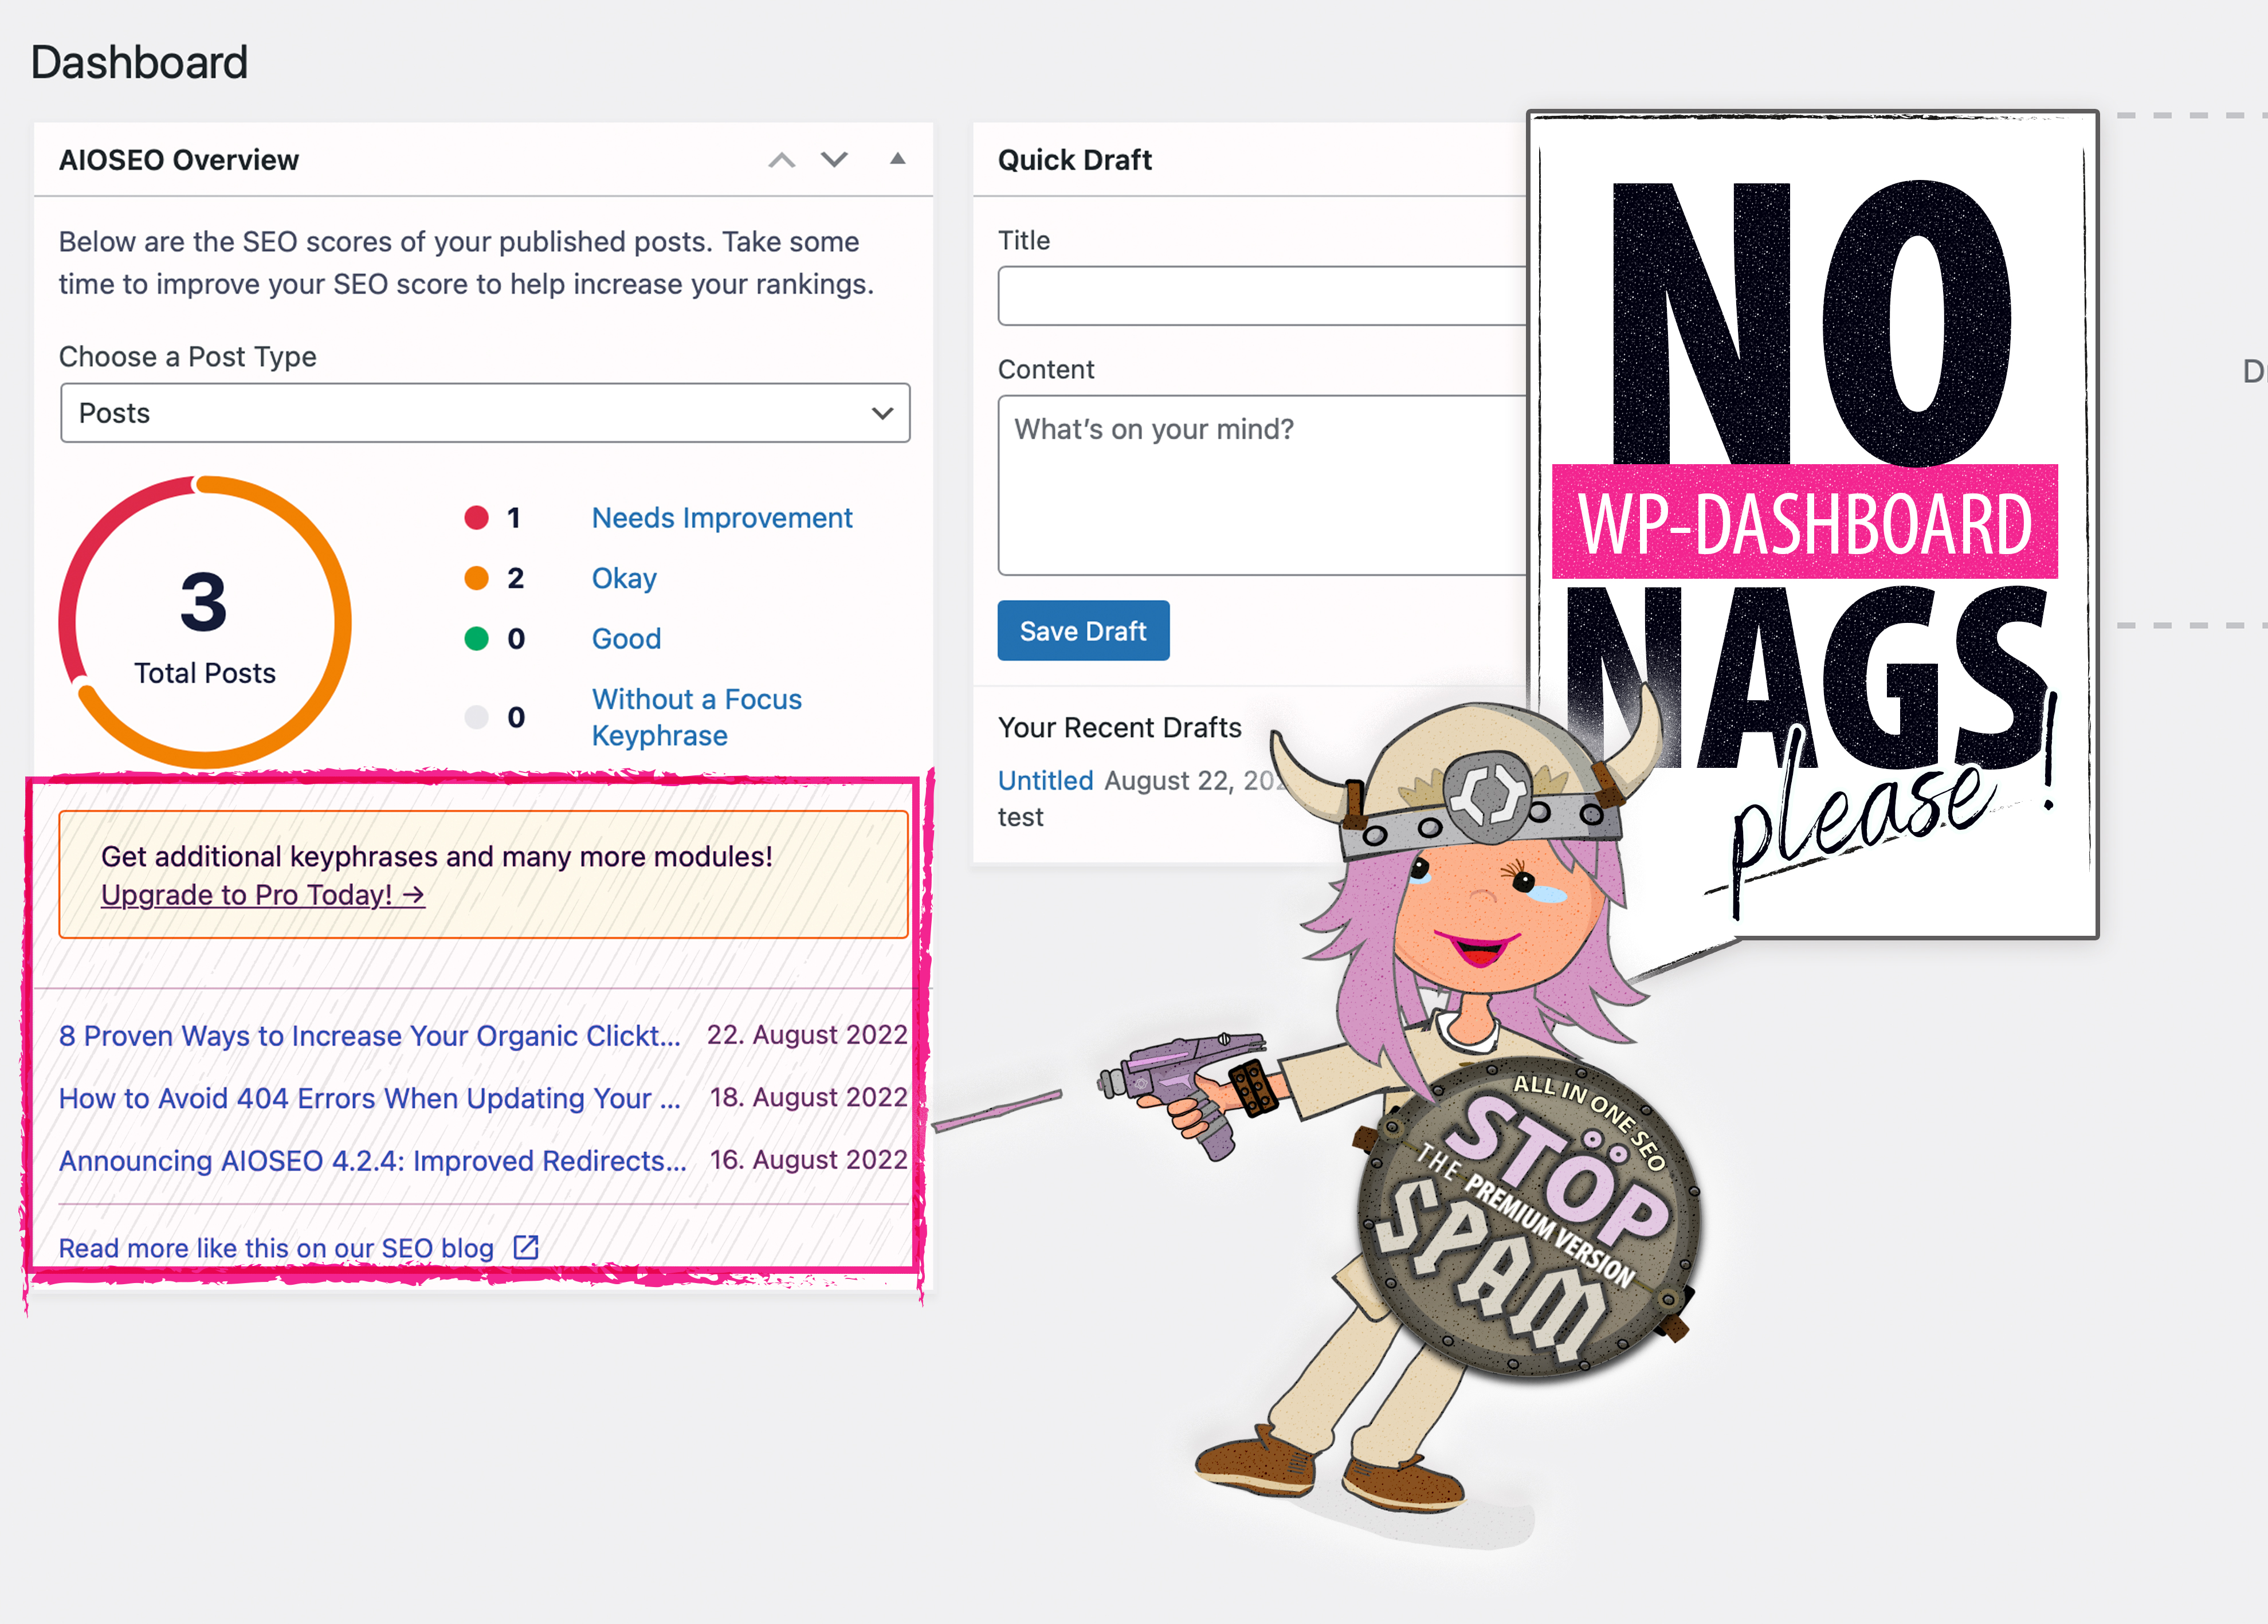 Dashboard
AIOSEO Overview
Below are the SEO scores of your published posts. Take some
time to improve your SEO score to help increase your rankings.
Choose a Post Type
Posts
3
Total Posts
1 Needs Improvement
2 Okay
0 Good
0 Without a Focus
Keyphrase
Get additional keyphrases and many more modules!
Upgrade to Pro Today! →
8 Proven Ways to Increase Your Organic Clickt... 22. August 2022
How to Avoid 404 Errors When Updating Your ... 18. August 2022
Announcing AIOSEO 4.2.4: Improved Redirects... 16. August 2022
Read more like this on our SEO blog
Quick Draft
Title
Content
What's on your mind?
Save Draft
Your Recent Drafts
Untitled August 22,
test
NO
WP-DASHBOARD
NAGS
please!
ALL IN ONE SEO
STÖP
THE PREMIUM VERSION
SPAM